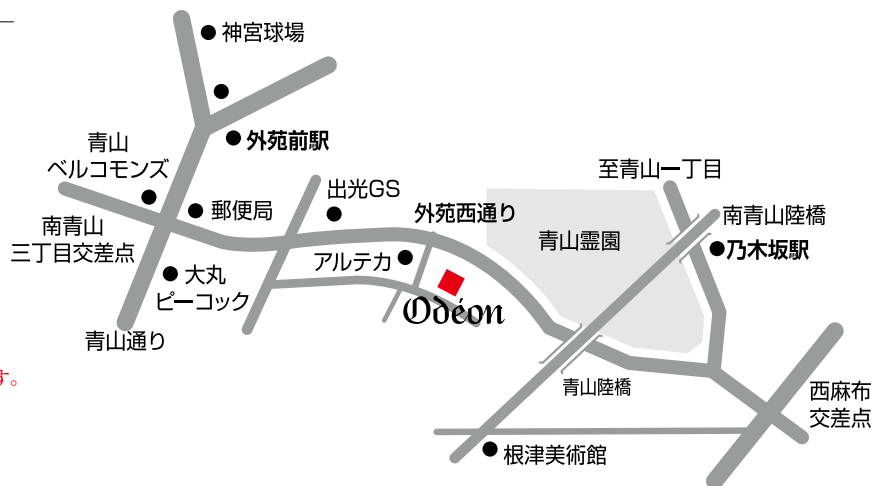 神宮球場
外苑前駅
青山
ベルコモンズ
郵便局
出光GS
南青山
三丁目交差点
大丸
ピーコック
青山通り
アルテカ
外苑西通り
Odéon
青山霊園
至青山一丁目
南青山陸橋
乃木坂駅
青山陸橋
西麻布
交差点
根津美術館
す。